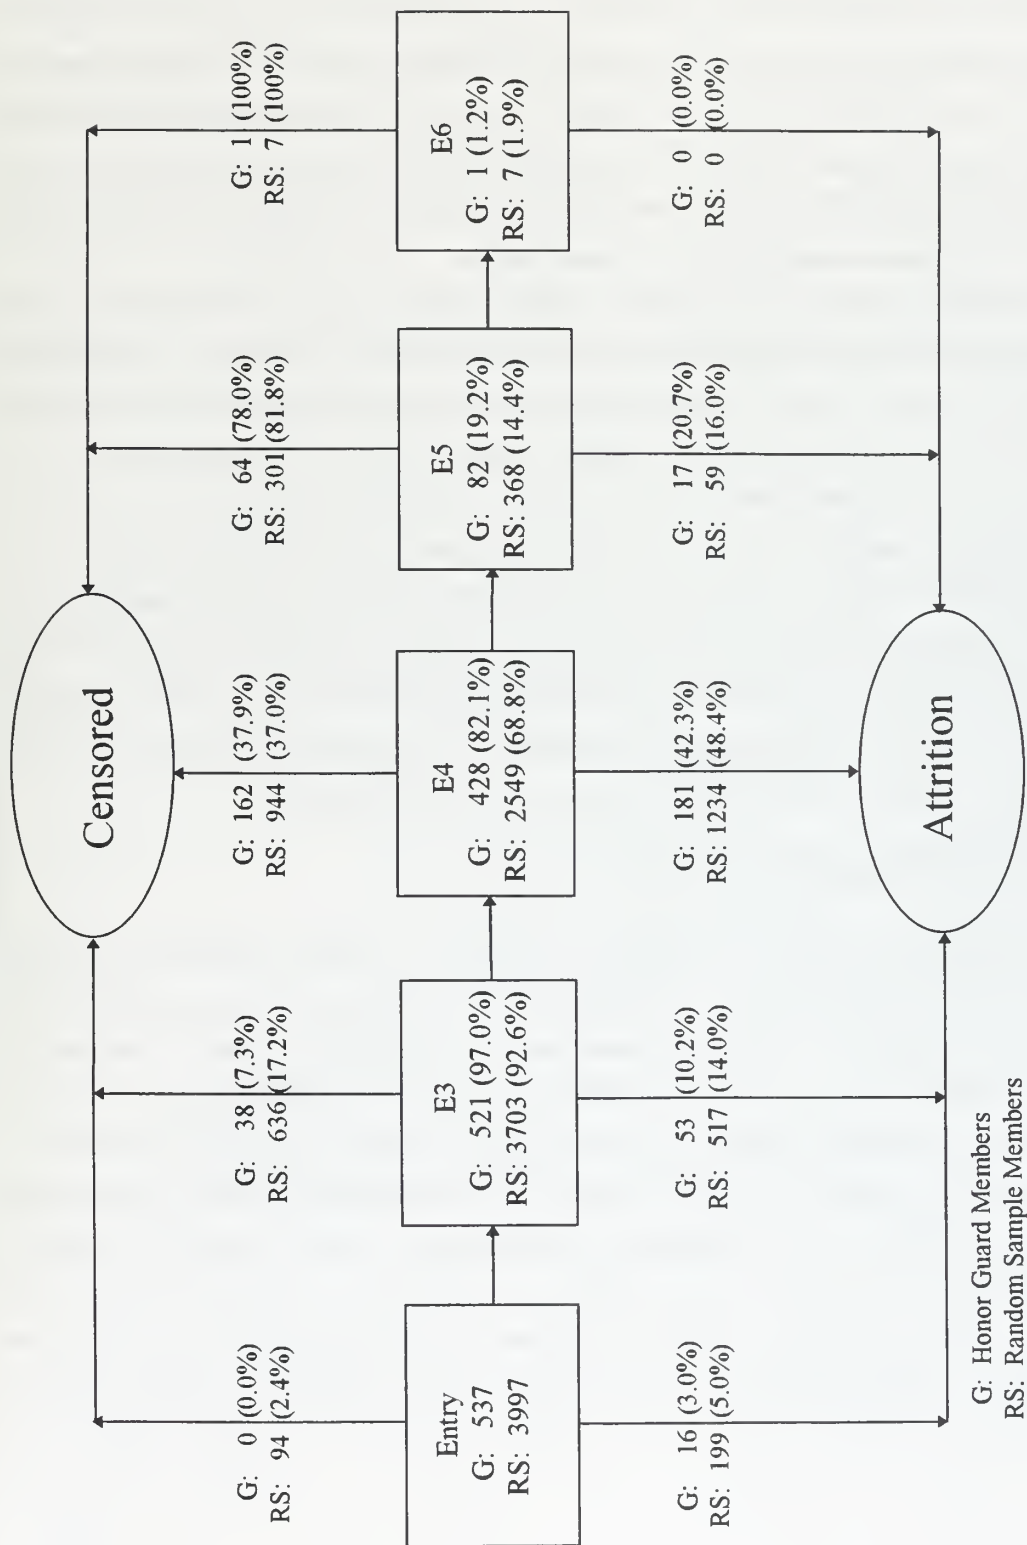 Censored
G: 0 (0.0%)
RS: 94 (2.4%)
G: 38 (7.3%)
RS: 636 (17.2%)
G: 162 (37.9%)
RS: 944 (37.0%)
G: 64 (78.0%)
RS: 301 (81.8%)
G: 1 (100%)
RS: 7 (100%)
Entry
G: 537
RS: 3997
E3
G: 521 (97.0%)
RS: 3703 (92.6%)
E4
G: 428 (82.1%)
RS: 2549 (68.8%)
E5
G: 82 (19.2%)
RS: 368 (14.4%)
E6
G: 1 (1.2%)
RS: 7 (1.9%)
G: 16 (3.0%)
RS: 199 (5.0%)
G: 53 (10.2%)
RS: 517 (14.0%)
G: 181 (42.3%)
RS: 1234 (48.4%)
G: 17 (20.7%)
RS: 59 (16.0%)
G: 0 (0.0%)
RS: 0 (0.0%)
Attrition
G: Honor Guard Members
RS: Random Sample Members